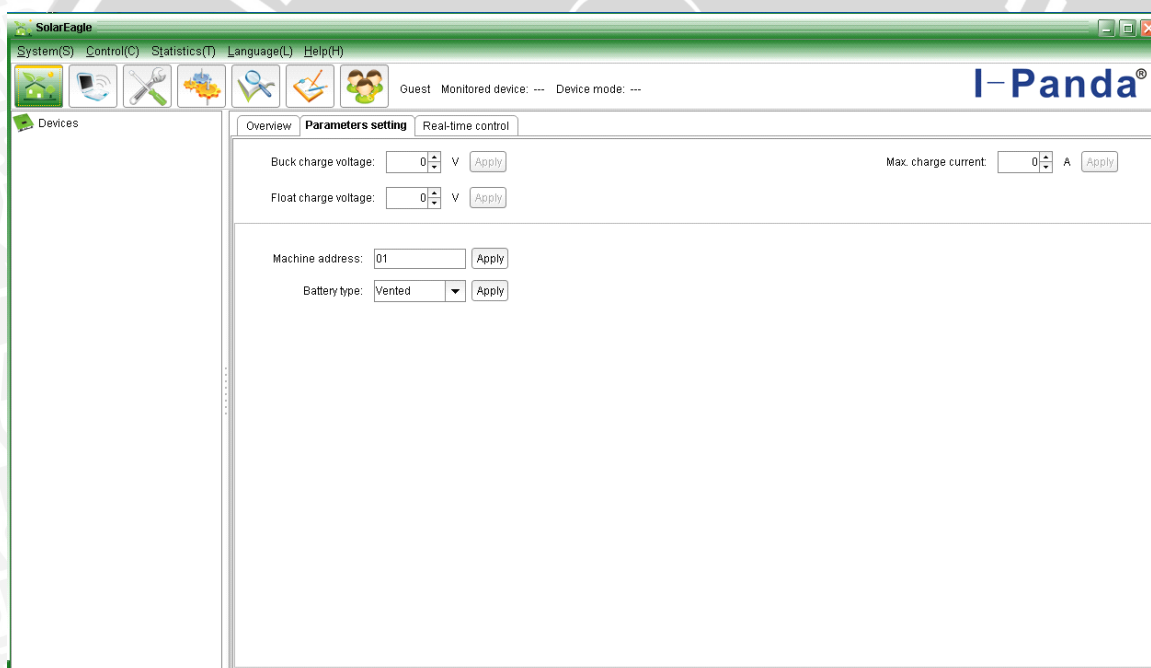 SolarEagle
System(S) Control(C) Statistics(T) Language(L) Help(H)
Guest Monitored device: --- Device mode: ---
I-Panda®
Devices
Overview Parameters setting Real-time control
Buck charge voltage: 0 V Apply
Max. charge current: 0 A Apply
Float charge voltage: 0 V Apply
Machine address: 01 Apply
Battery type: Vented Apply